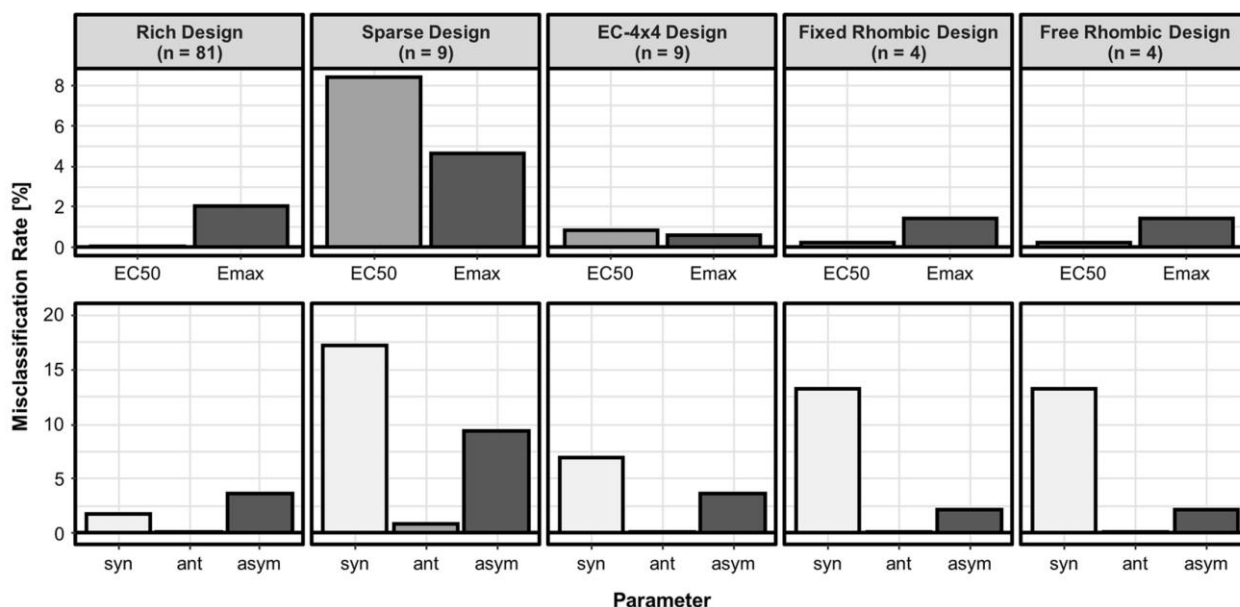 Rich Design
(n = 81)
Sparse Design
(n = 9)
EC-4x4 Design
(n = 9)
Fixed Rhombic Design
(n = 4)
Free Rhombic Design
(n = 4)
Misclassification Rate [%]
8
6
4
2
0
EC50 Emax EC50 Emax EC50 Emax EC50 Emax EC50 Emax
20
15
10
5
0
syn ant asym syn ant asym syn ant asym syn ant asym syn ant asym
Parameter